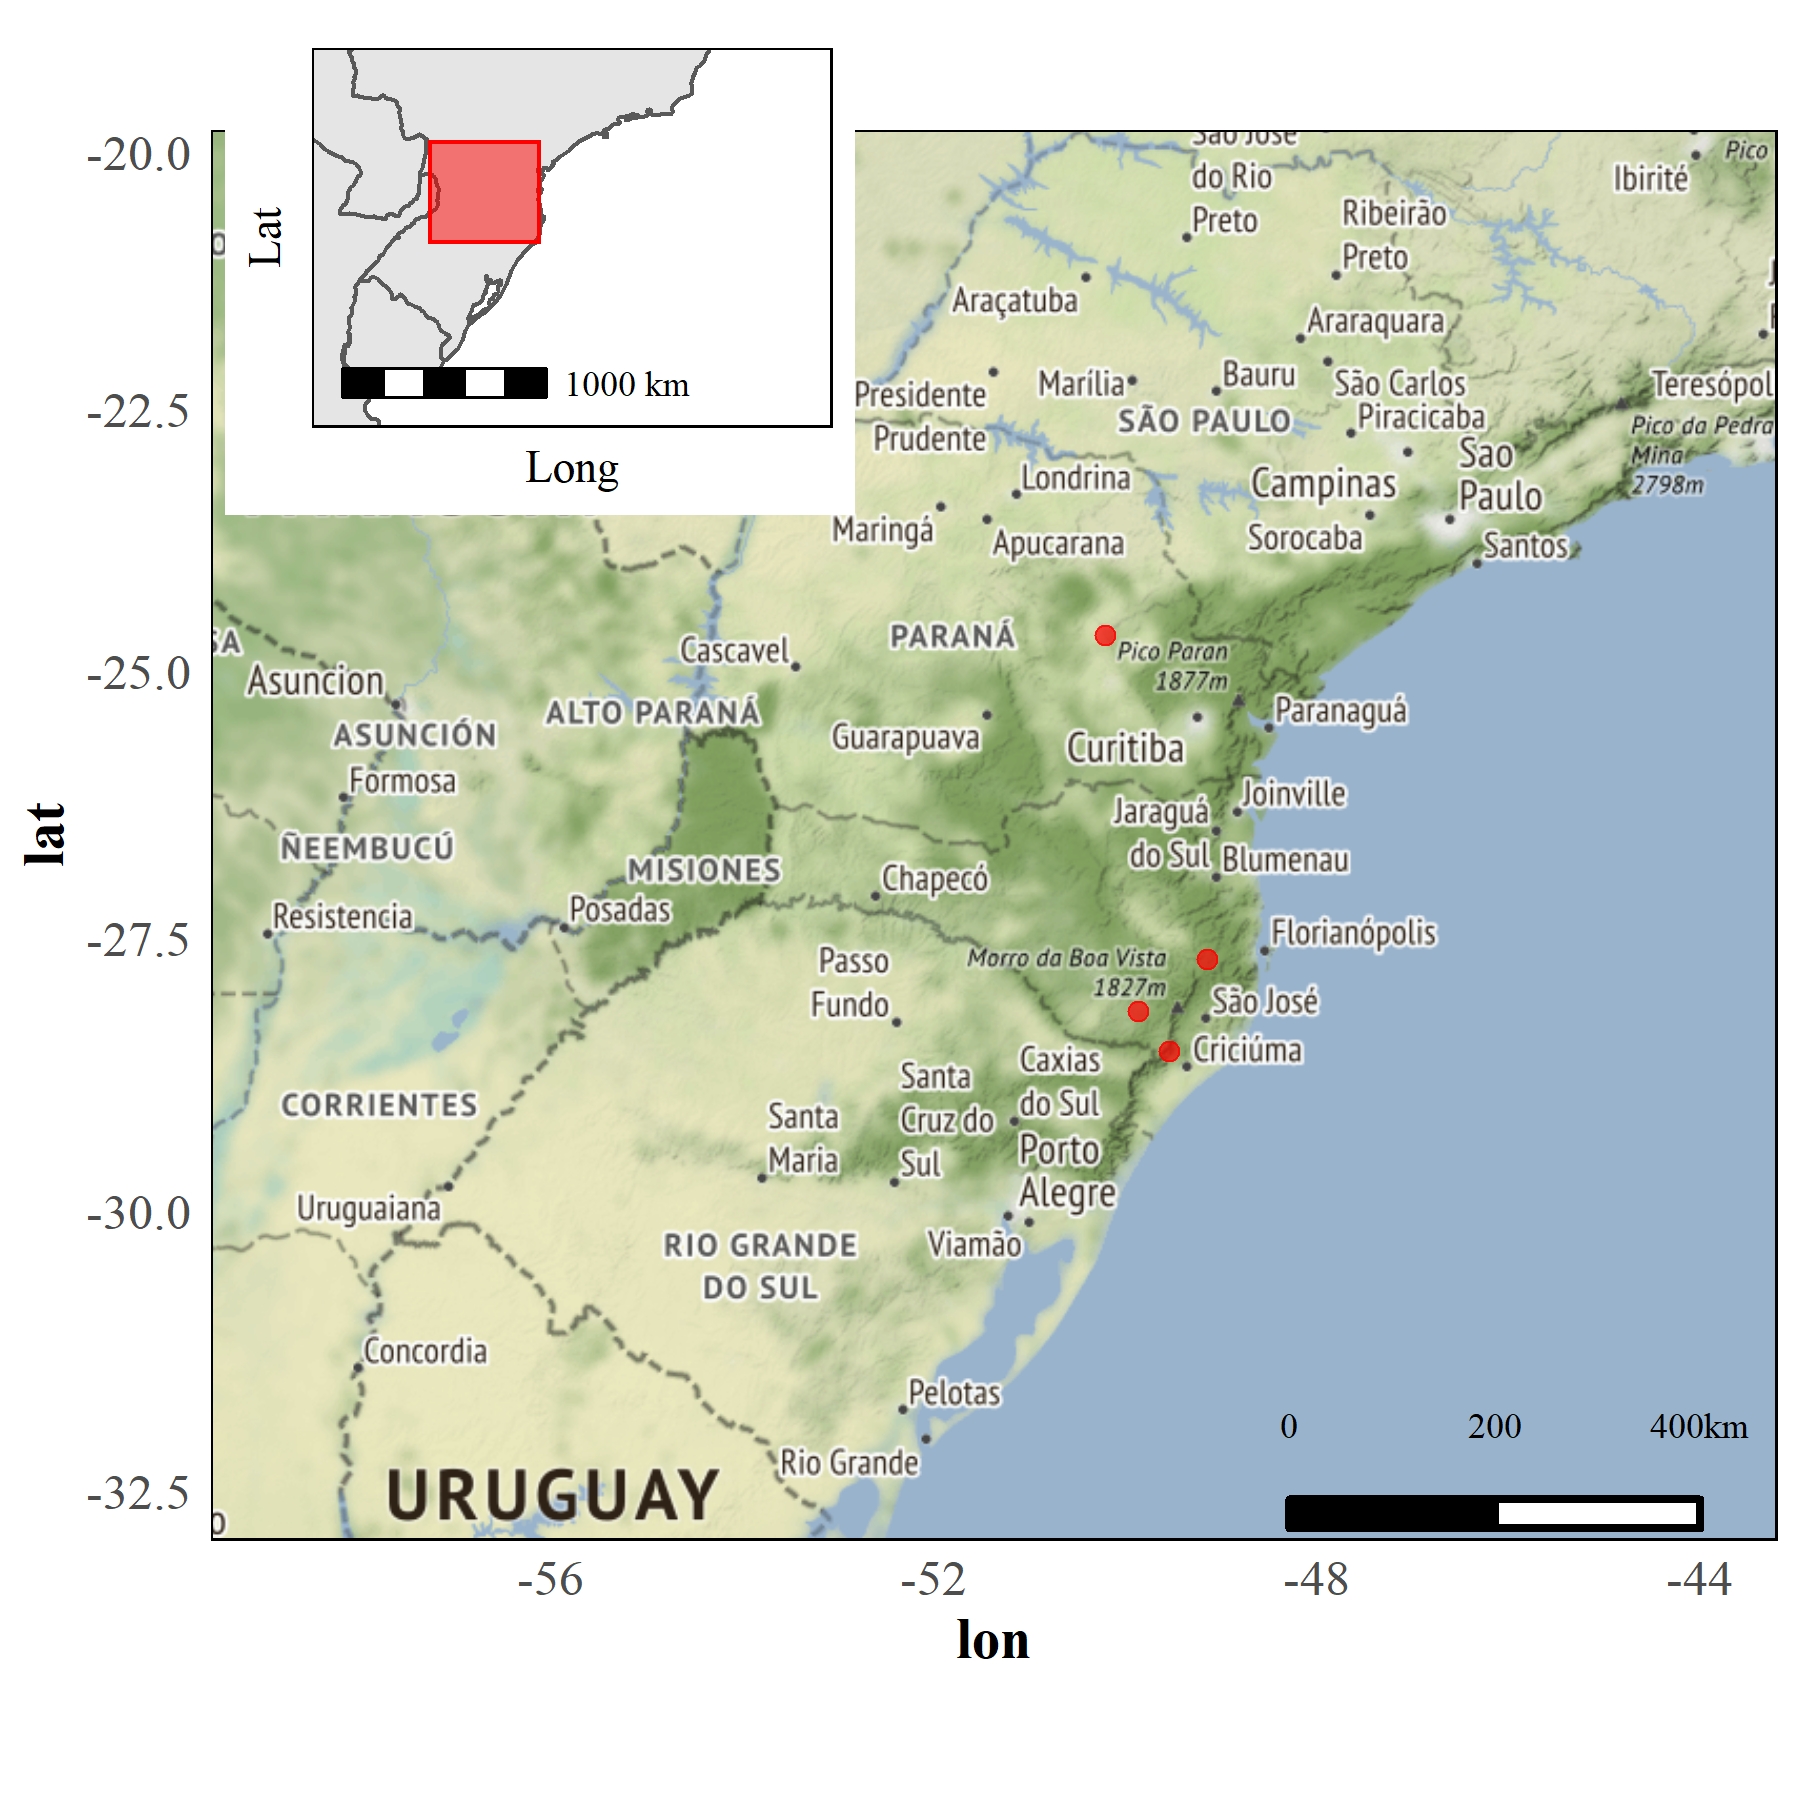 Lat
1000 km
Long
-20.0
-22.5
-25.0
-27.5
-30.0
-32.5
lat
São José
do Rio
Preto
Ribeirão
Preto
Ibirité
Pico
Araçatuba
Araraquara
Presidente
Prudente
Marília
Bauru
São Carlos
Piracicaba
Teresópol
Pico da Pedra
Mina
2798m
SÃO PAULO
Londrina
Campinas
Sao
Paulo
Maringá
Apucarana
Sorocaba
Santos
PARANÁ
Pico Paran
1877m
Cascavel
SA
Asuncion
ASUNCIÓN
ALTO PARANÁ
Guarapuava
Curitiba
Paranaguá
Formosa
Joinville
Jaraguá
do Sul
Blumenau
ÑEEMBUCÚ
MISIONES
Chapecó
Resistencia
Posadas
Florianópolis
Passo
Fundo
Morro da Boa Vista
1827m
São José
Criciúma
CORRIENTES
Santa
Maria
Santa
Cruz do
Sul
Caxias
do Sul
Porto
Alegre
Uruguaiana
RIO GRANDE
DO SUL
Viamão
Concordia
Pelotas
Rio Grande
URUGUAY
0 200 400km
-56 -52 -48 -44
lon